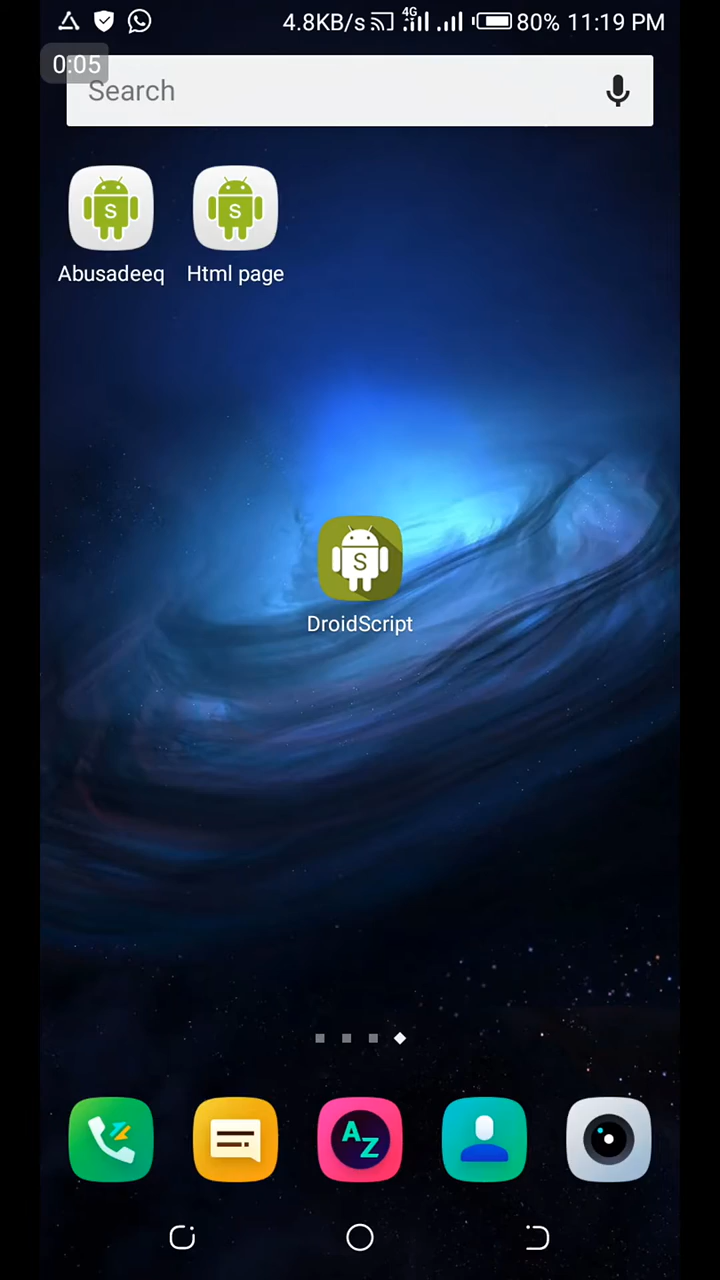 4.8KB/s 4G 80% 11:19 PM
0:05
Search
S S
Abusadeeq Html page
S
DroidScript
AZ